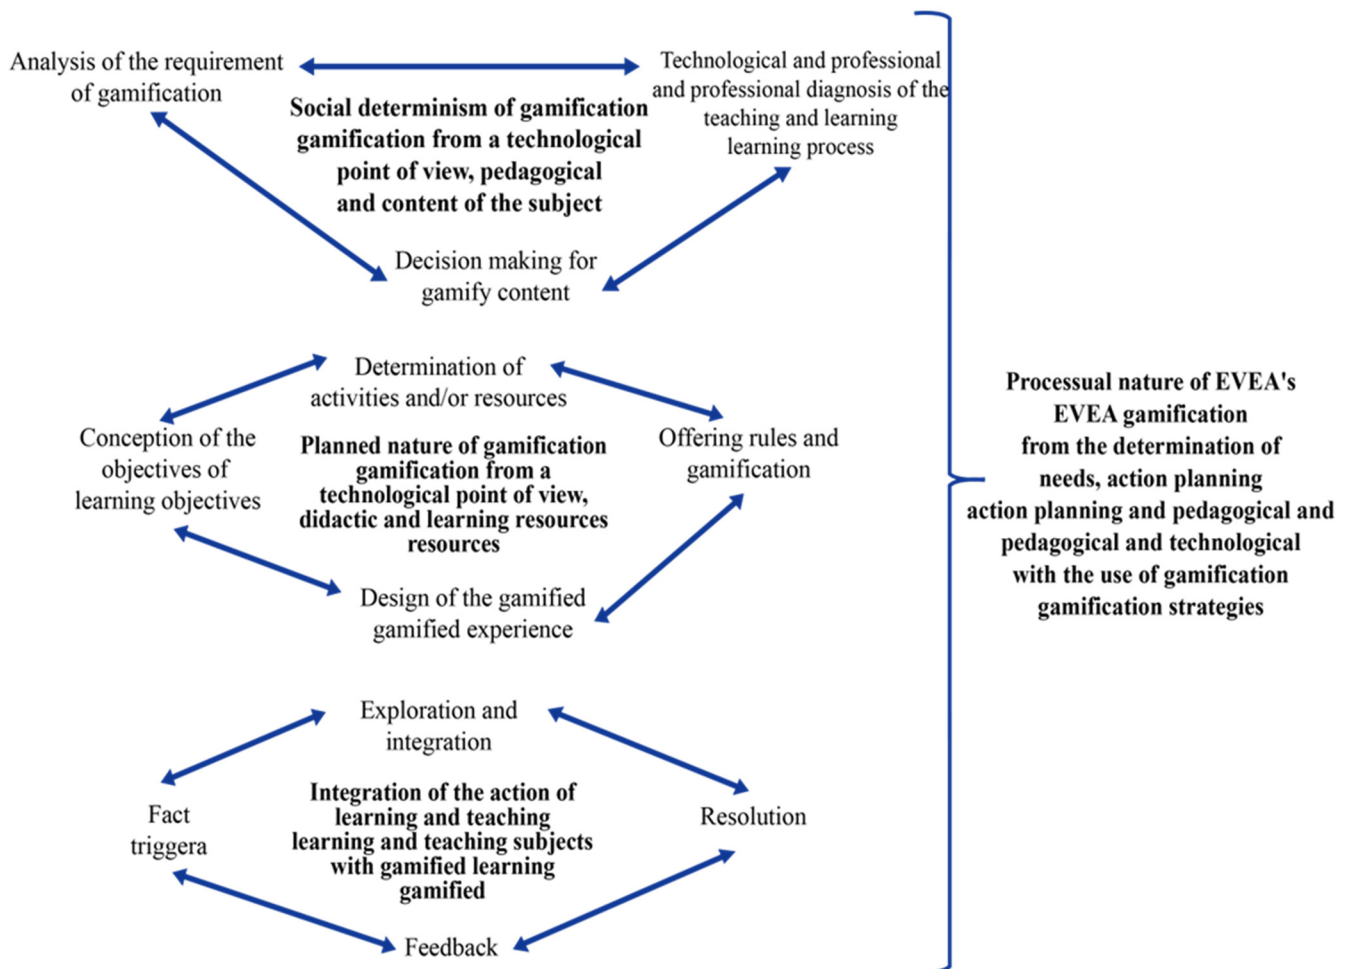 Analysis of the requirement
of gamification
Technological and professional
and professional diagnosis of the
teaching and learning
learning process
Social determinism of gamification
gamification from a technological
point of view, pedagogical
and content of the subject
Decision making for
gamify content
Determination of
activities and/or resources
Conception of the
objectives of
learning objectives
Planned nature of gamification
gamification from a
technological point of view,
didactic and learning resources
resources
Offering rules and
gamification
Design of the gamified
gamified experience
Exploration and
integration
Fact
triggera
Integration of the action of
learning and teaching
learning and teaching subjects
with gamified learning
gamified
Resolution
Feedback
Processual nature of EVEA's
EVEA gamification
from the determination of
needs, action planning
action planning and pedagogical and
pedagogical and technological
with the use of gamification
gamification strategies